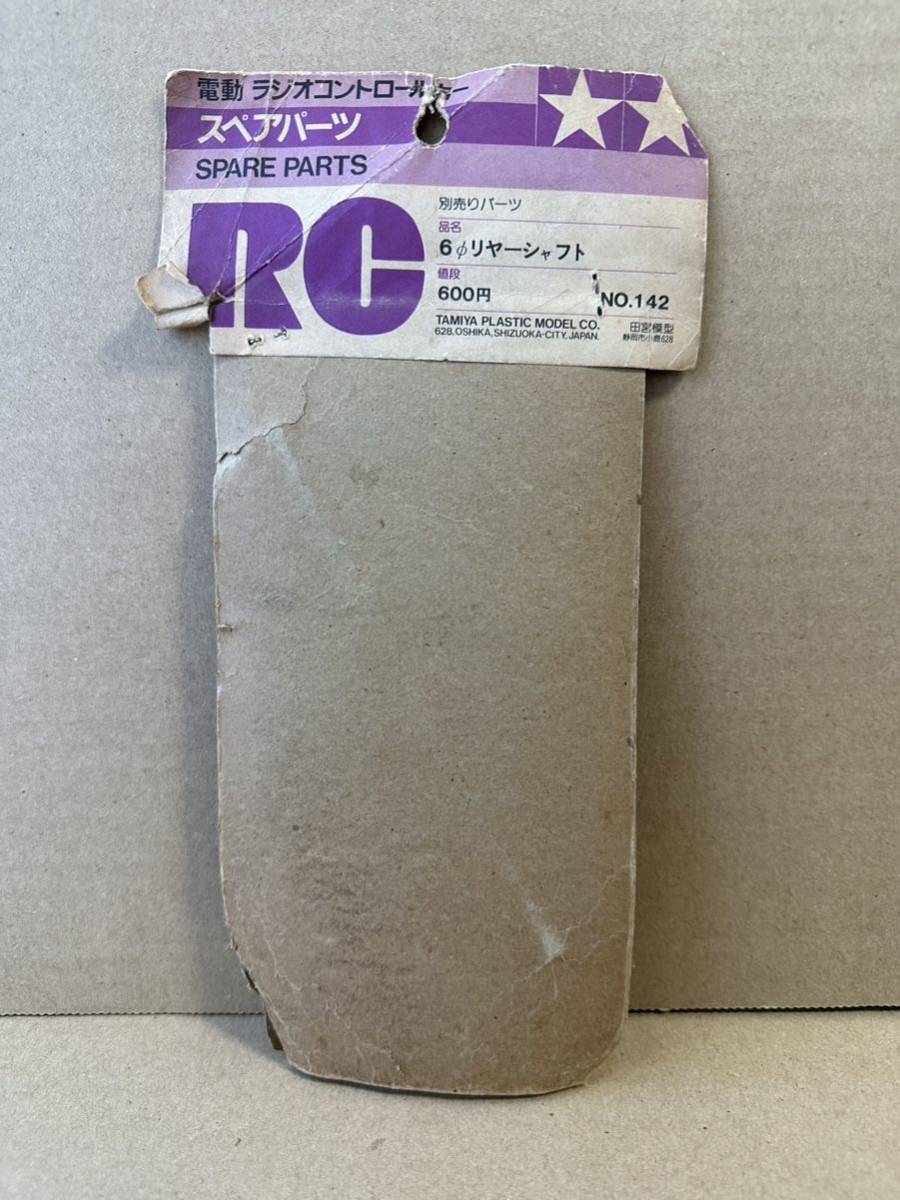 電動 ラジオコントロールカー
スペアパーツ
SPARE PARTS
RC
別売りパーツ
品名
6φリヤーシャフト
値段
600円
NO.142
TAMIYA PLASTIC MODEL CO.
628, OSHIKA, SHIZUOKA-CITY, JAPAN.
田宮模型
静岡市小鹿628